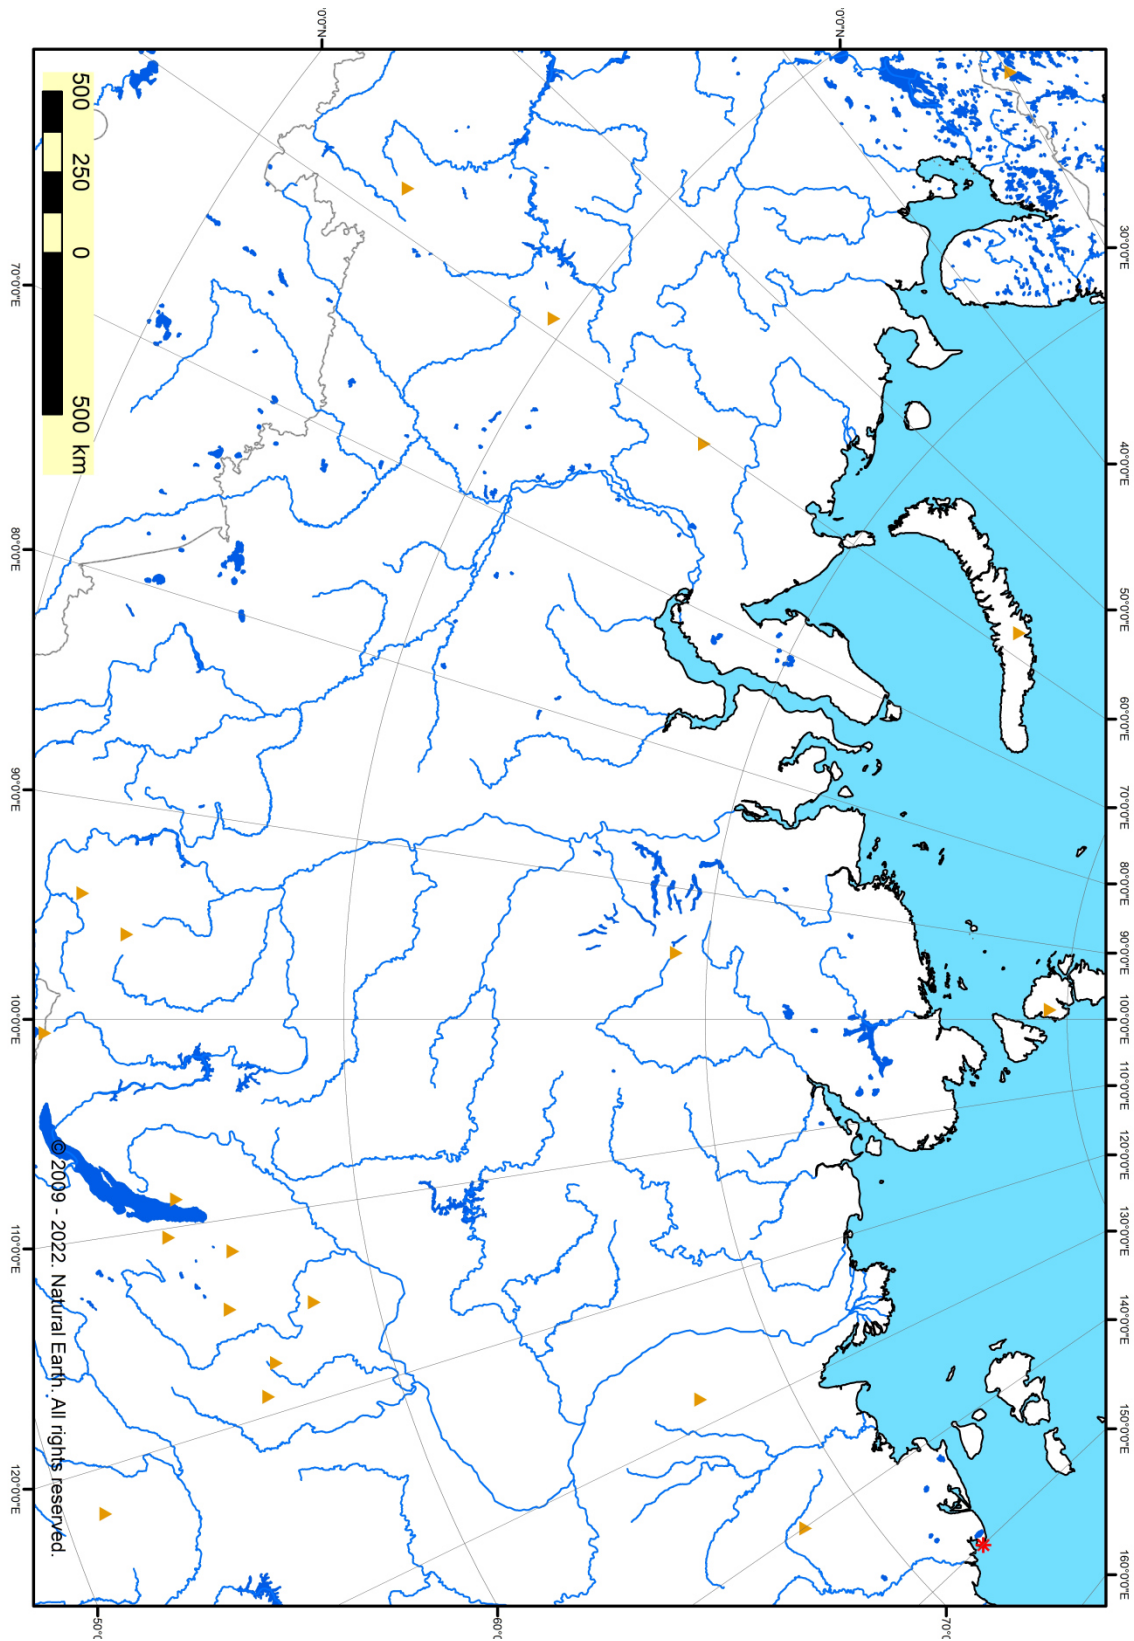 30°0'0"E 40°0'0"E 50°0'0"E 60°0'0"E 70°0'0"E 80°0'0"E 90°0'0"E 100°0'0"E 110°0'0"E 120°0'0"E 130°0'0"E 140°0'0"E 150°0'0"E 160°0'0"E
70°0'
60°0'
50°0'
500 250 0 500 km
© 2009 - 2022. Natural Earth. All rights reserved.
70°0'0"E 80°0'0"E 90°0'0"E 100°0'0"E 110°0'0"E 120°0'0"E